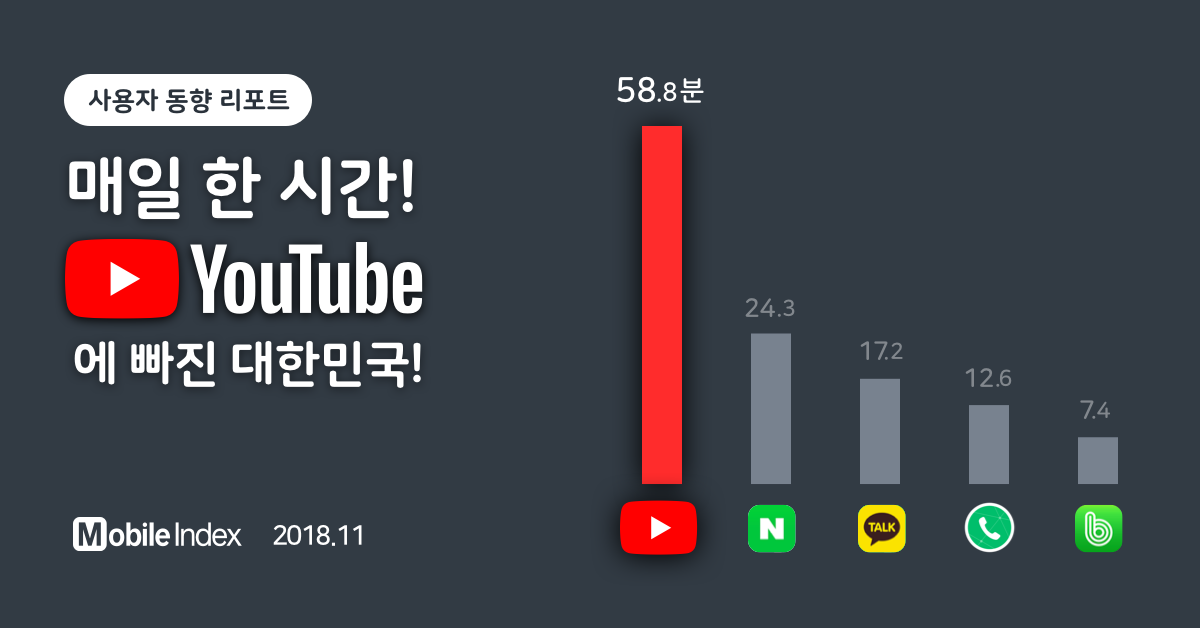 사용자 동향 리포트
매일 한 시간!
YouTube
에 빠진 대한민국!
Mobile Index 2018.11
58.8분
24.3
17.2
12.6
7.4
N
TALK
b